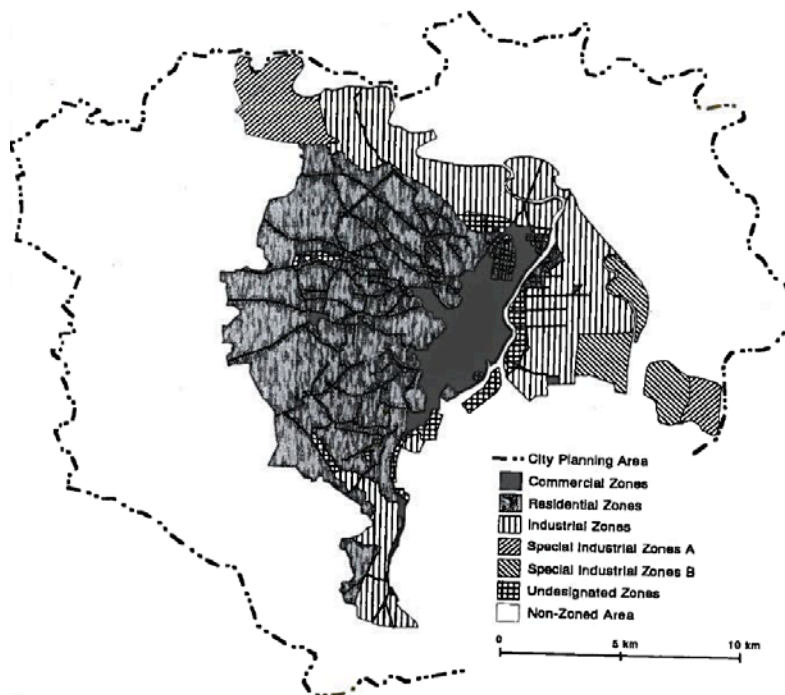 City Planning Area
Commercial Zones
Residential Zones
Industrial Zones
Special Industrial Zones A
Special Industrial Zones B
Undesignated Zones
Non-Zoned Area
0 5 km 10 km